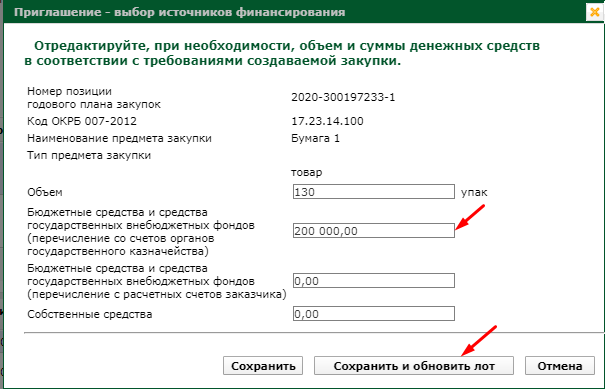 Приглашение - выбор источников финансирования
Отредактируйте, при необходимости, объем и суммы денежных средств
в соответствии с требованиями создаваемой закупки.
Номер позиции
годового плана закупок
2020-300197233-1
Код ОКРБ 007-2012
17.23.14.100
Наименование предмета закупки
Бумага 1
Тип предмета закупки
товар
Объем
130
упак
Бюджетные средства и средства
государственных внебюджетных фондов
(перечисление со счетов органов
государственного казначейства)
200 000,00
Бюджетные средства и средства
государственных внебюджетных фондов
(перечисление с расчетных счетов заказчика)
0,00
Собственные средства
0,00
Сохранить
Сохранить и обновить лот
Отмена